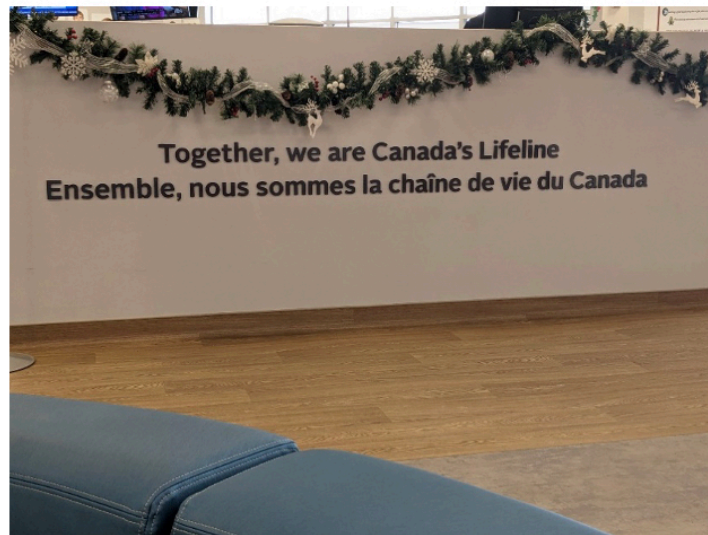 Together, we are Canada's Lifeline
Ensemble, nous sommes la chaîne de vie du Canada